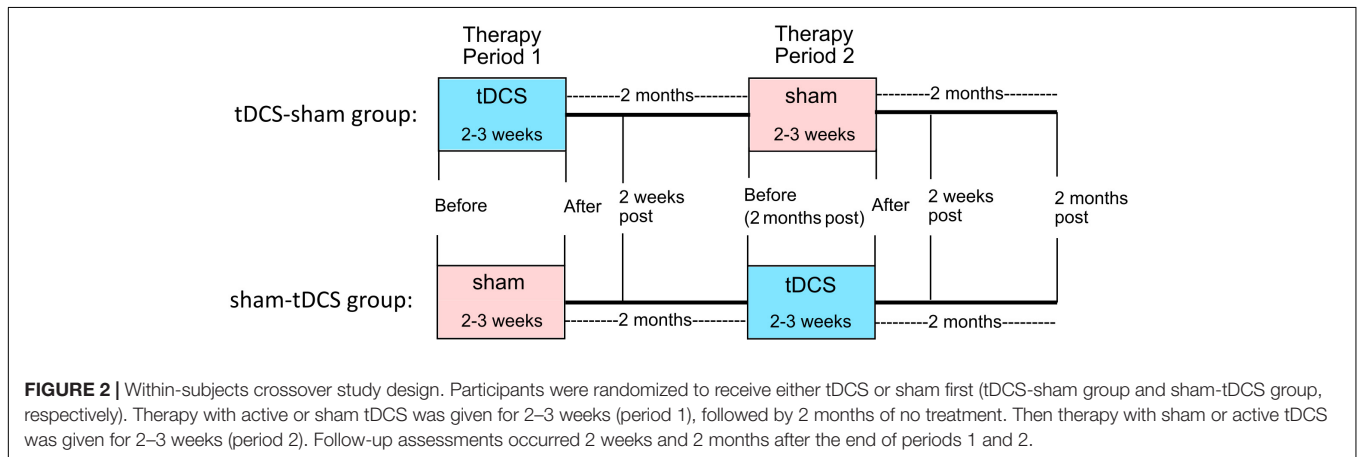 Therapy
Period 1
Therapy
Period 2
tDCS-sham group:
tDCS
2-3 weeks
------2 months-------
sham
2-3 weeks
------2 months-------
Before
After
2 weeks
post
Before
(2 months post)
After
2 weeks
post
2 months
post
sham-tDCS group:
sham
2-3 weeks
------2 months-------
tDCS
2-3 weeks
------2 months-------
FIGURE 2 | Within-subjects crossover study design. Participants were randomized to receive either tDCS or sham first (tDCS-sham group and sham-tDCS group,
respectively). Therapy with active or sham tDCS was given for 2–3 weeks (period 1), followed by 2 months of no treatment. Then therapy with sham or active tDCS
was given for 2–3 weeks (period 2). Follow-up assessments occurred 2 weeks and 2 months after the end of periods 1 and 2.